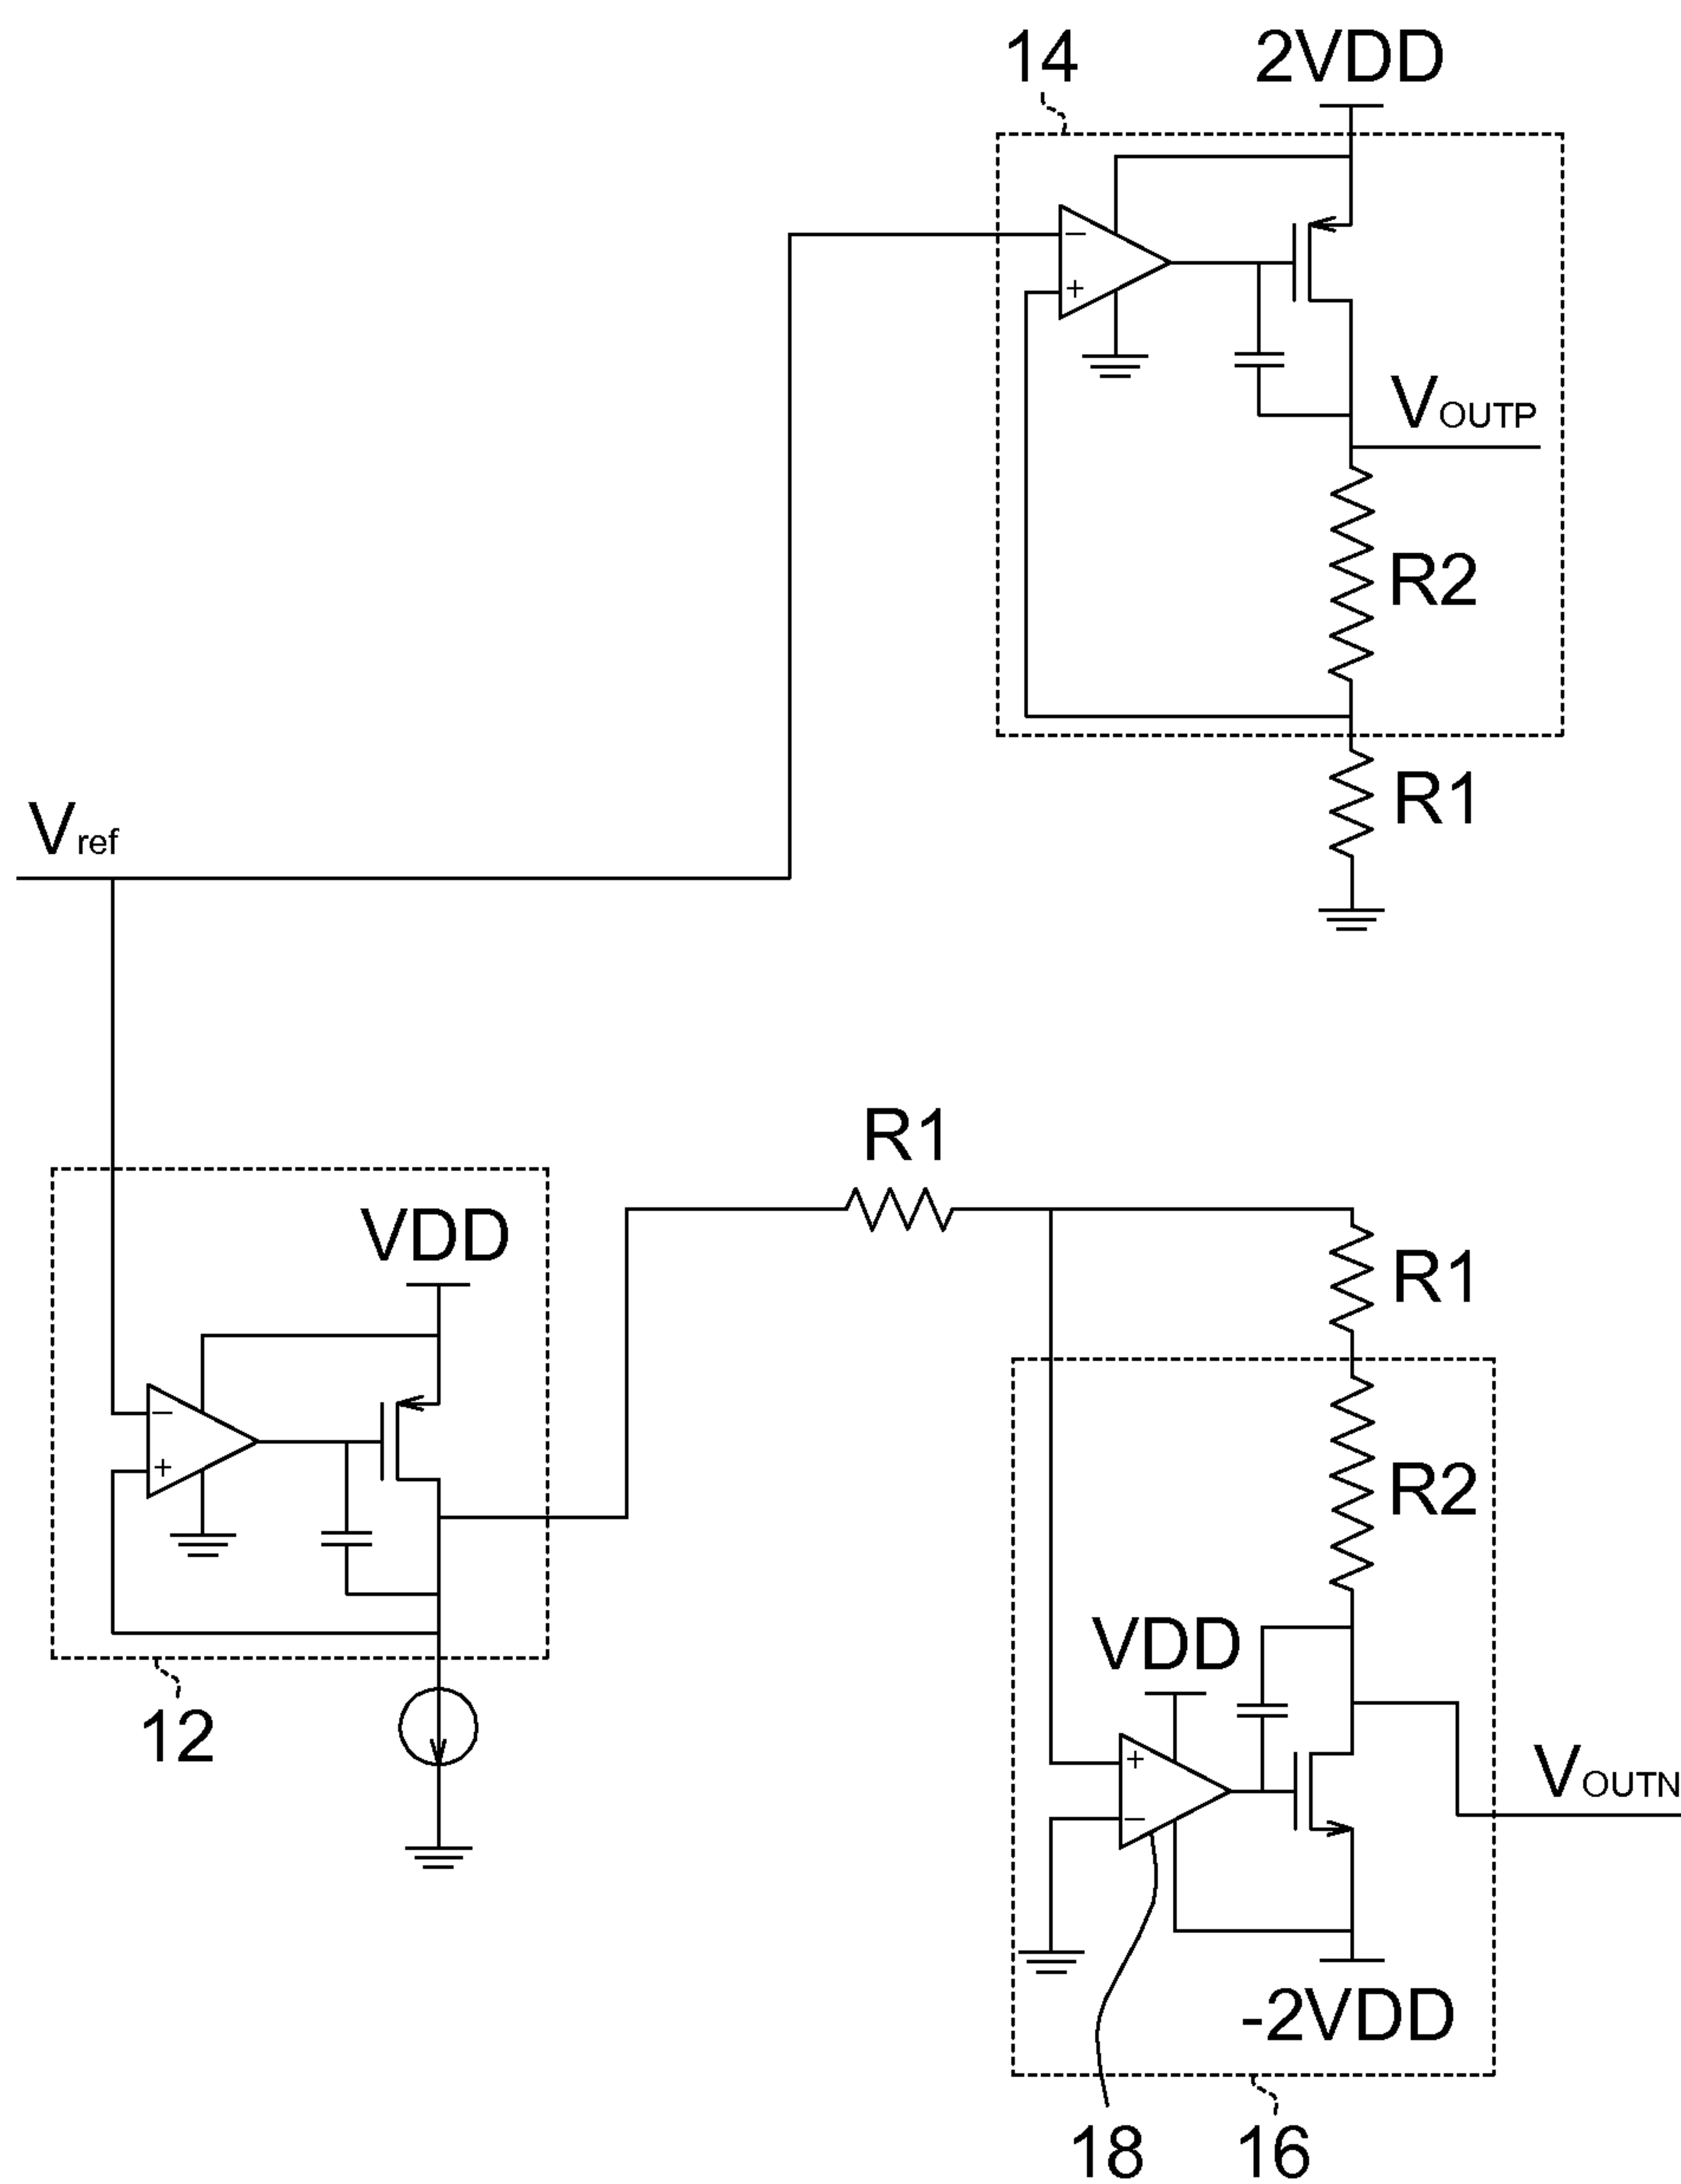 14
2VDD
−
+
VOUTP
R2
R1
Vref
R1
VDD
R1
−
+
R2
VDD
12
+
−
VOUTN
-2VDD
18
16